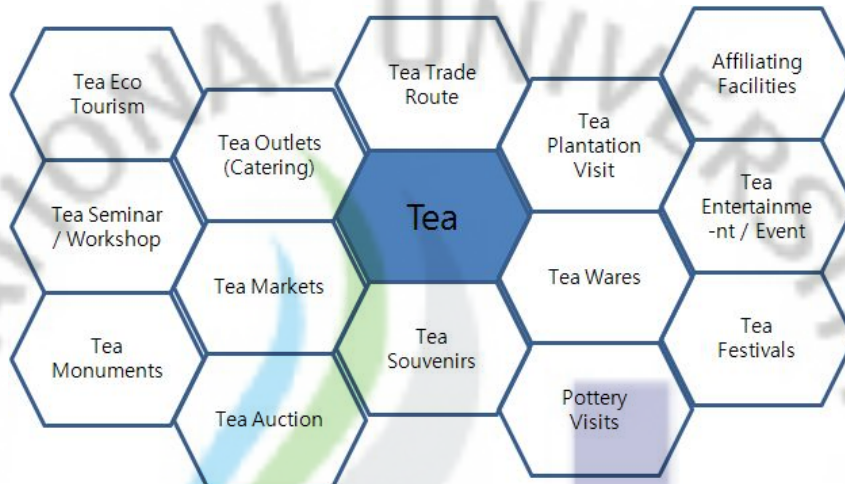 Tea Eco
Tourism
Tea Seminar
/ Workshop
Tea
Monuments
Tea Outlets
(Catering)
Tea Markets
Tea Auction
Tea Trade
Route
Tea
Tea
Souvenirs
Tea
Plantation
Visit
Tea Wares
Pottery
Visits
Affiliating
Facilities
Tea
Entertainme
-nt / Event
Tea
Festivals